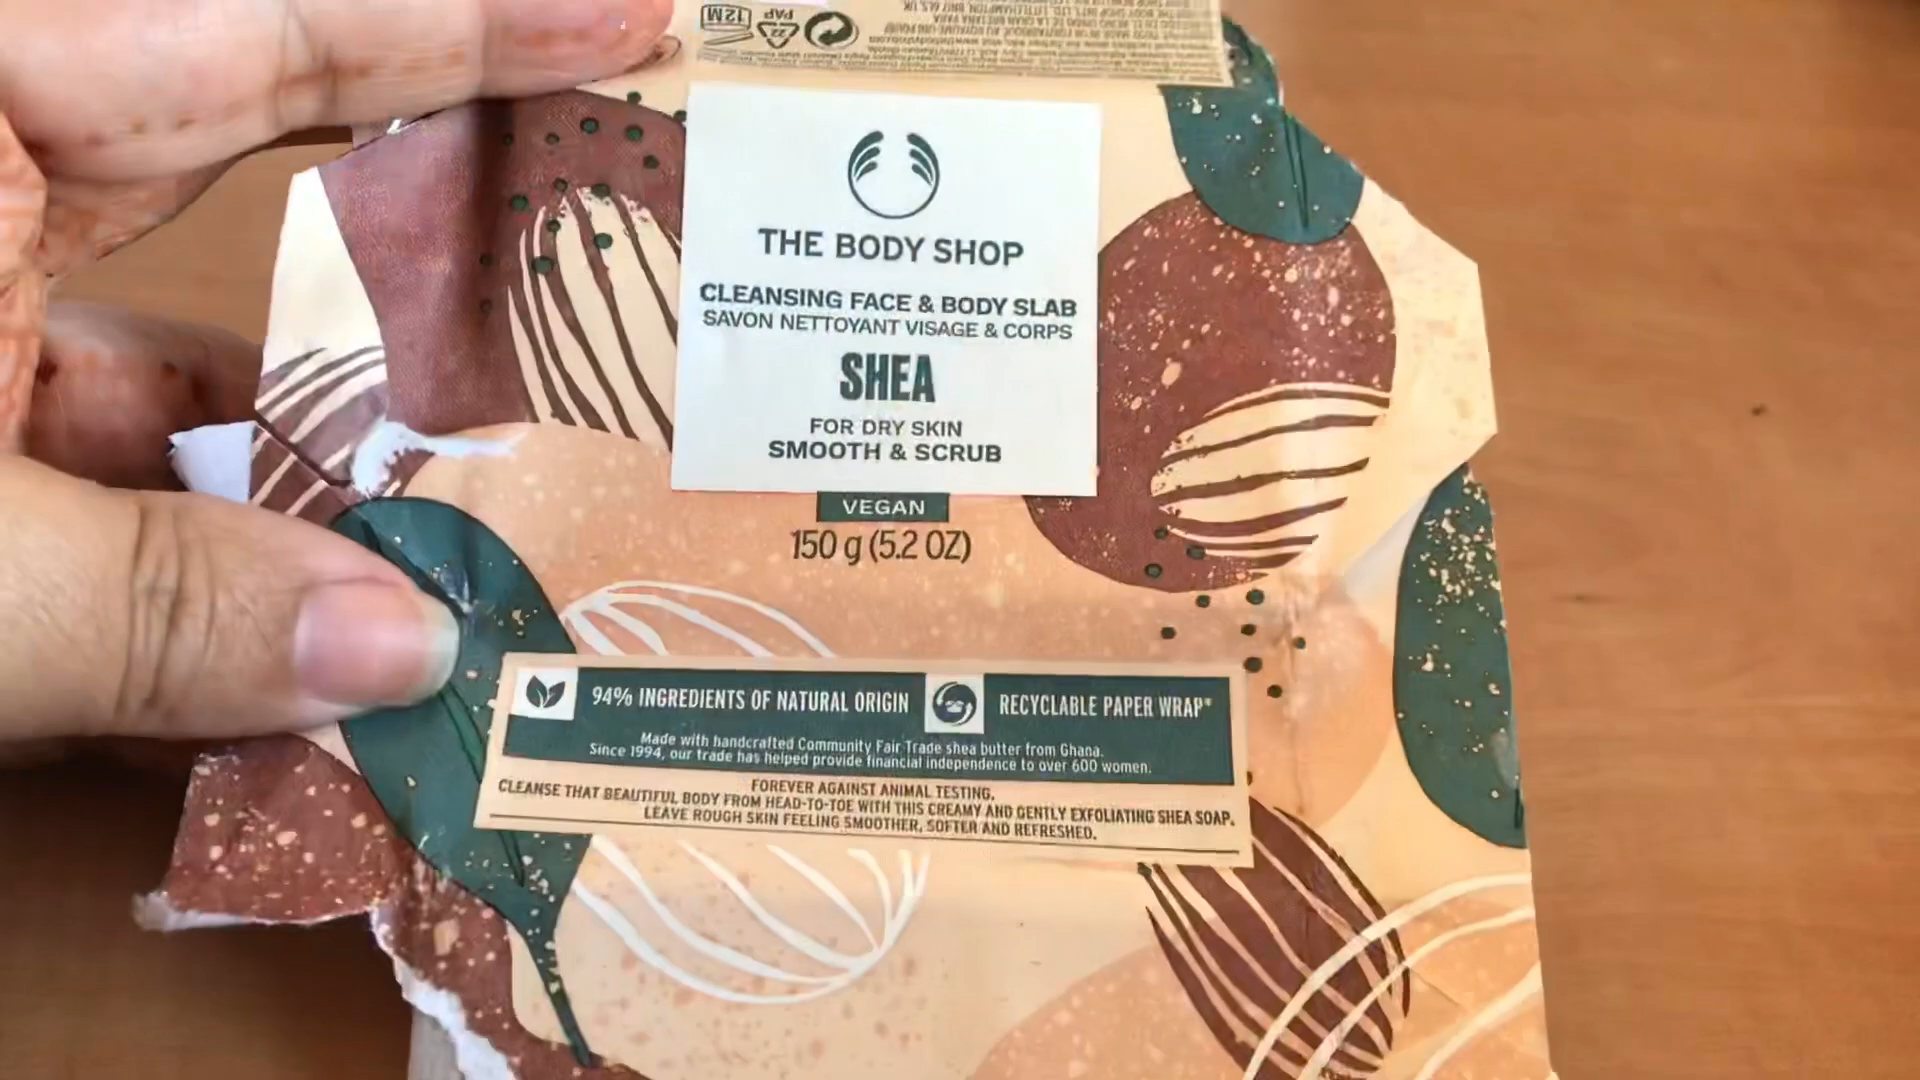 12M
22
PAP
THE BODY SHOP
CLEANSING FACE & BODY SLAB
SAVON NETTOYANT VISAGE & CORPS
SHEA
FOR DRY SKIN
SMOOTH & SCRUB
VEGAN
150 g (5.2 OZ)
94% INGREDIENTS OF NATURAL ORIGIN
RECYCLABLE PAPER WRAP*
Made with handcrafted Community Fair Trade shea butter from Ghana.
Since 1994, our trade has helped provide financial independence to over 600 women.
FOREVER AGAINST ANIMAL TESTING.
CLEANSE THAT BEAUTIFUL BODY FROM HEAD-TO-TOE WITH THIS CREAMY AND GENTLY EXFOLIATING SHEA SOAP.
LEAVE ROUGH SKIN FEELING SMOOTHER, SOFTER AND REFRESHED.